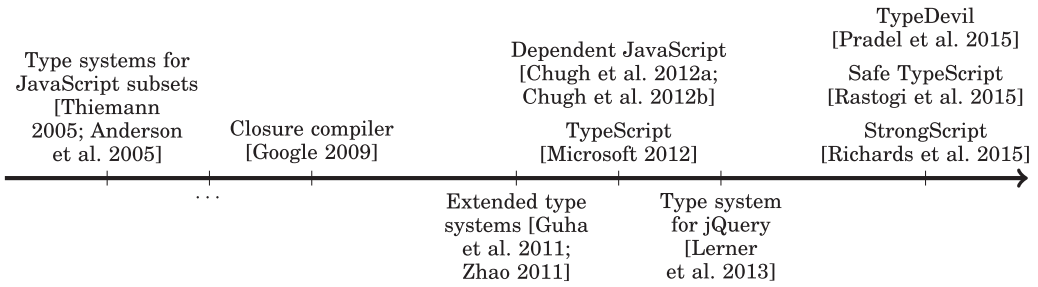 Type systems for
JavaScript subsets
[Thiemann
2005; Anderson
et al. 2005]
...
Closure compiler
[Google 2009]
Extended type
systems [Guha
et al. 2011;
Zhao 2011]
Dependent JavaScript
[Chugh et al. 2012a;
Chugh et al. 2012b]
TypeScript
[Microsoft 2012]
Type system
for jQuery
[Lerner
et al. 2013]
TypeDevil
[Pradel et al. 2015]
Safe TypeScript
[Rastogi et al. 2015]
StrongScript
[Richards et al. 2015]